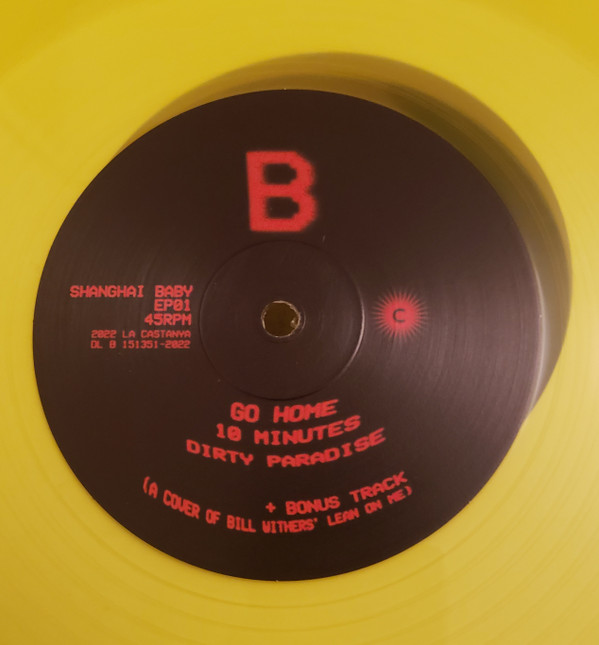 B
SHANGHAI BABY
EP01
45RPM
2022 LA CASTANYA
DL B 151351-2022
C
GO HOME
10 MINUTES
DIRTY PARADISE
+ BONUS TRACK
(A COVER OF BILL WITHERS' LEAN ON ME)